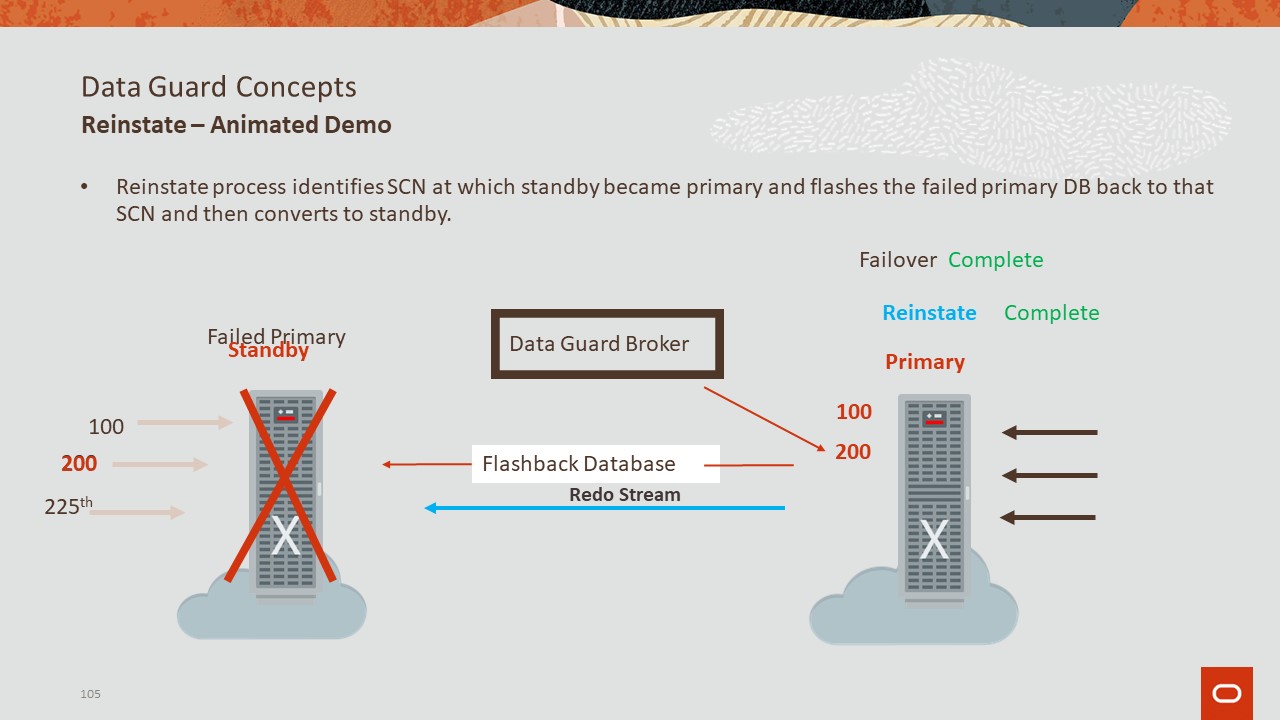 Data Guard Concepts
Reinstate – Animated Demo
• Reinstate process identifies SCN at which standby became primary and flashes the failed primary DB back to that
SCN and then converts to standby.
Failover Complete
Reinstate Complete
Failed Primary
Standby
Data Guard Broker
Primary
100
200
225th
100
200
Flashback Database
Redo Stream
X
X
105